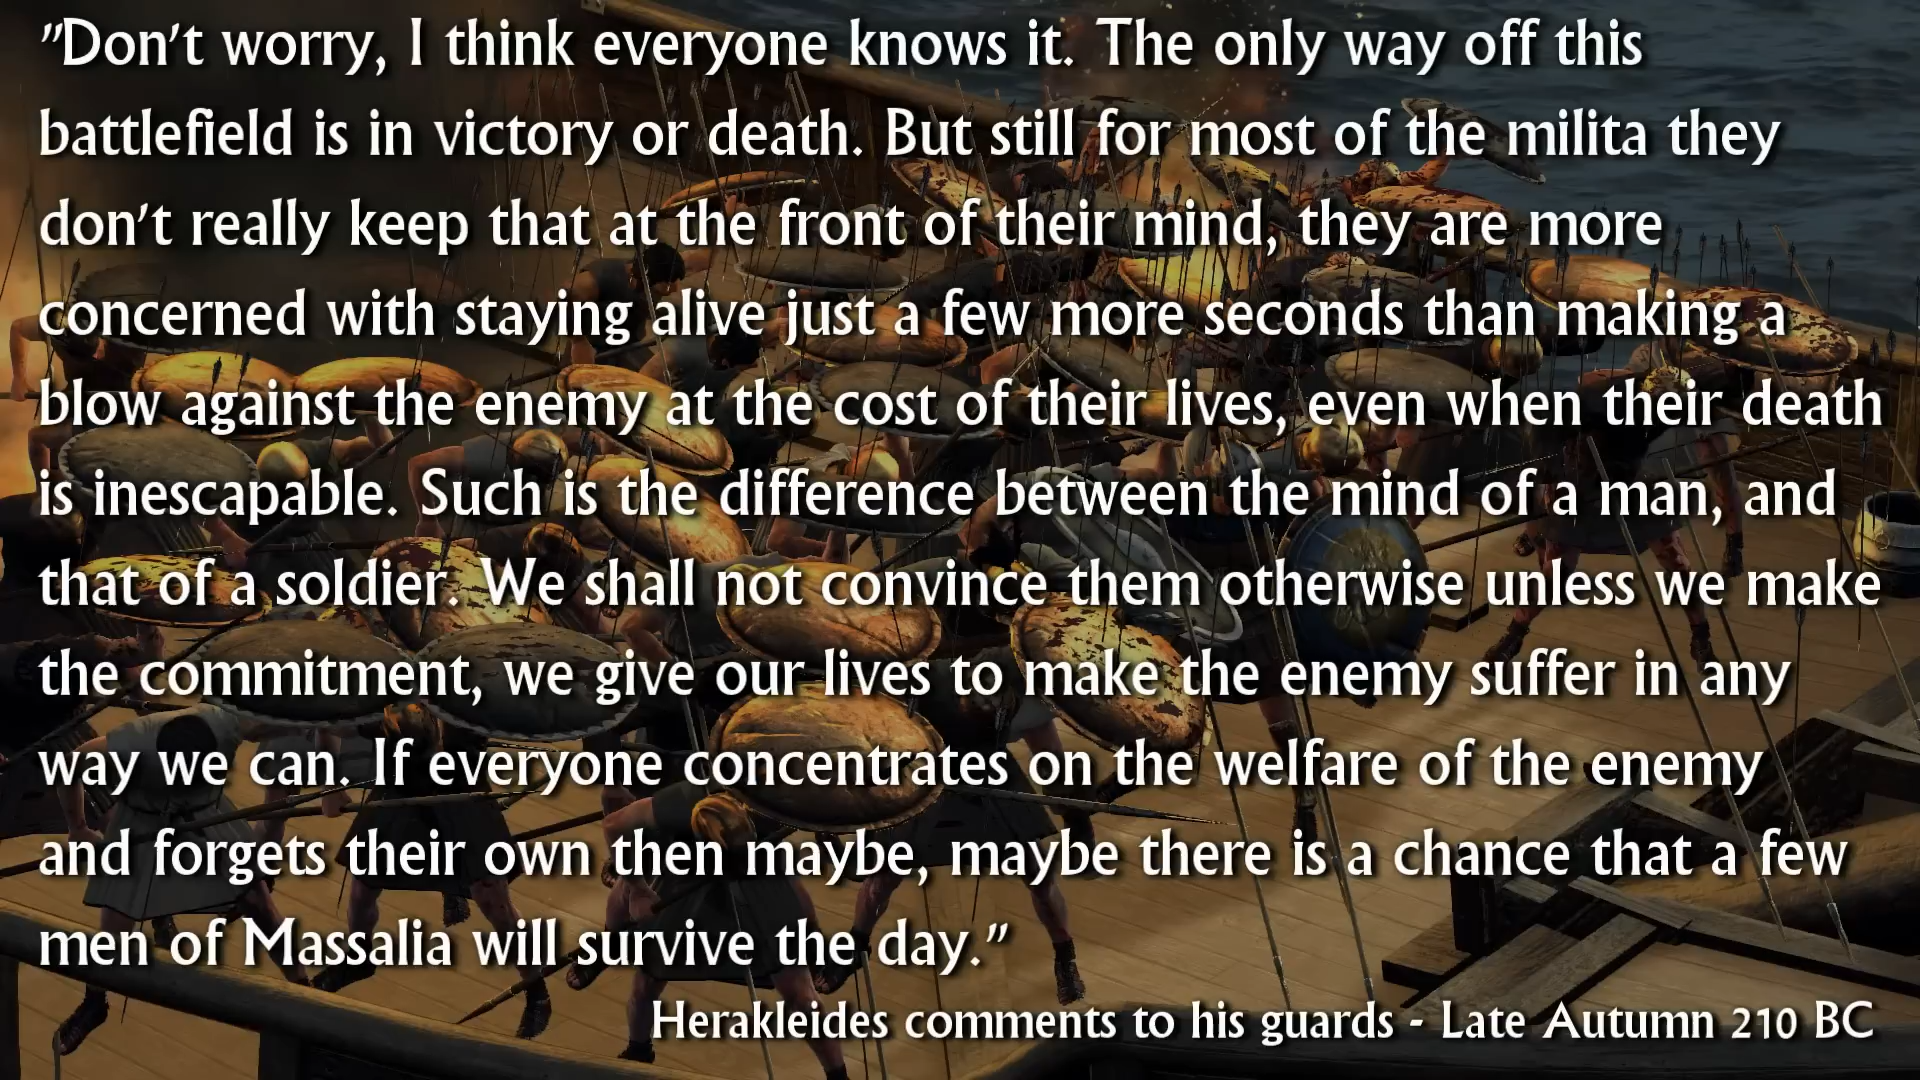 "Don't worry, I think everyone knows it. The only way off this
battlefield is in victory or death. But still for most of the milita they
don't really keep that at the front of their mind, they are more
concerned with staying alive just a few more seconds than making a
blow against the enemy at the cost of their lives, even when their death
is inescapable. Such is the difference between the mind of a man, and
that of a soldier. We shall not convince them otherwise unless we make
the commitment, we give our lives to make the enemy suffer in any
way we can. If everyone concentrates on the welfare of the enemy
and forgets their own then maybe, maybe there is a chance that a few
men of Massalia will survive the day."
Herakleides comments to his guards - Late Autumn 210 BC